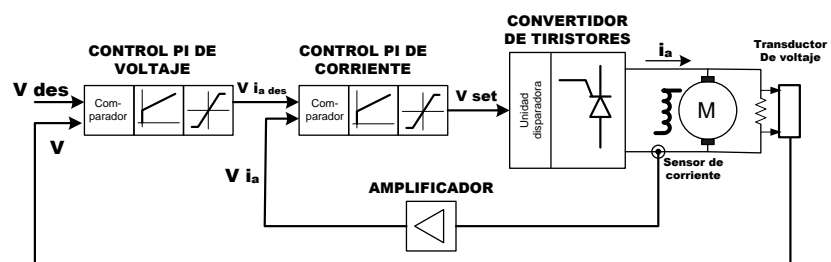 CONVERTIDOR
DE TIRISTORES
CONTROL PI DE
VOLTAJE
CONTROL PI DE
CORRIENTE
Transductor
De voltaje
ia
V des
V
Com-
parador
V ia des
Com-
parador
V set
Unidad
disparadora
M
V ia
Sensor de
corriente
AMPLIFICADOR